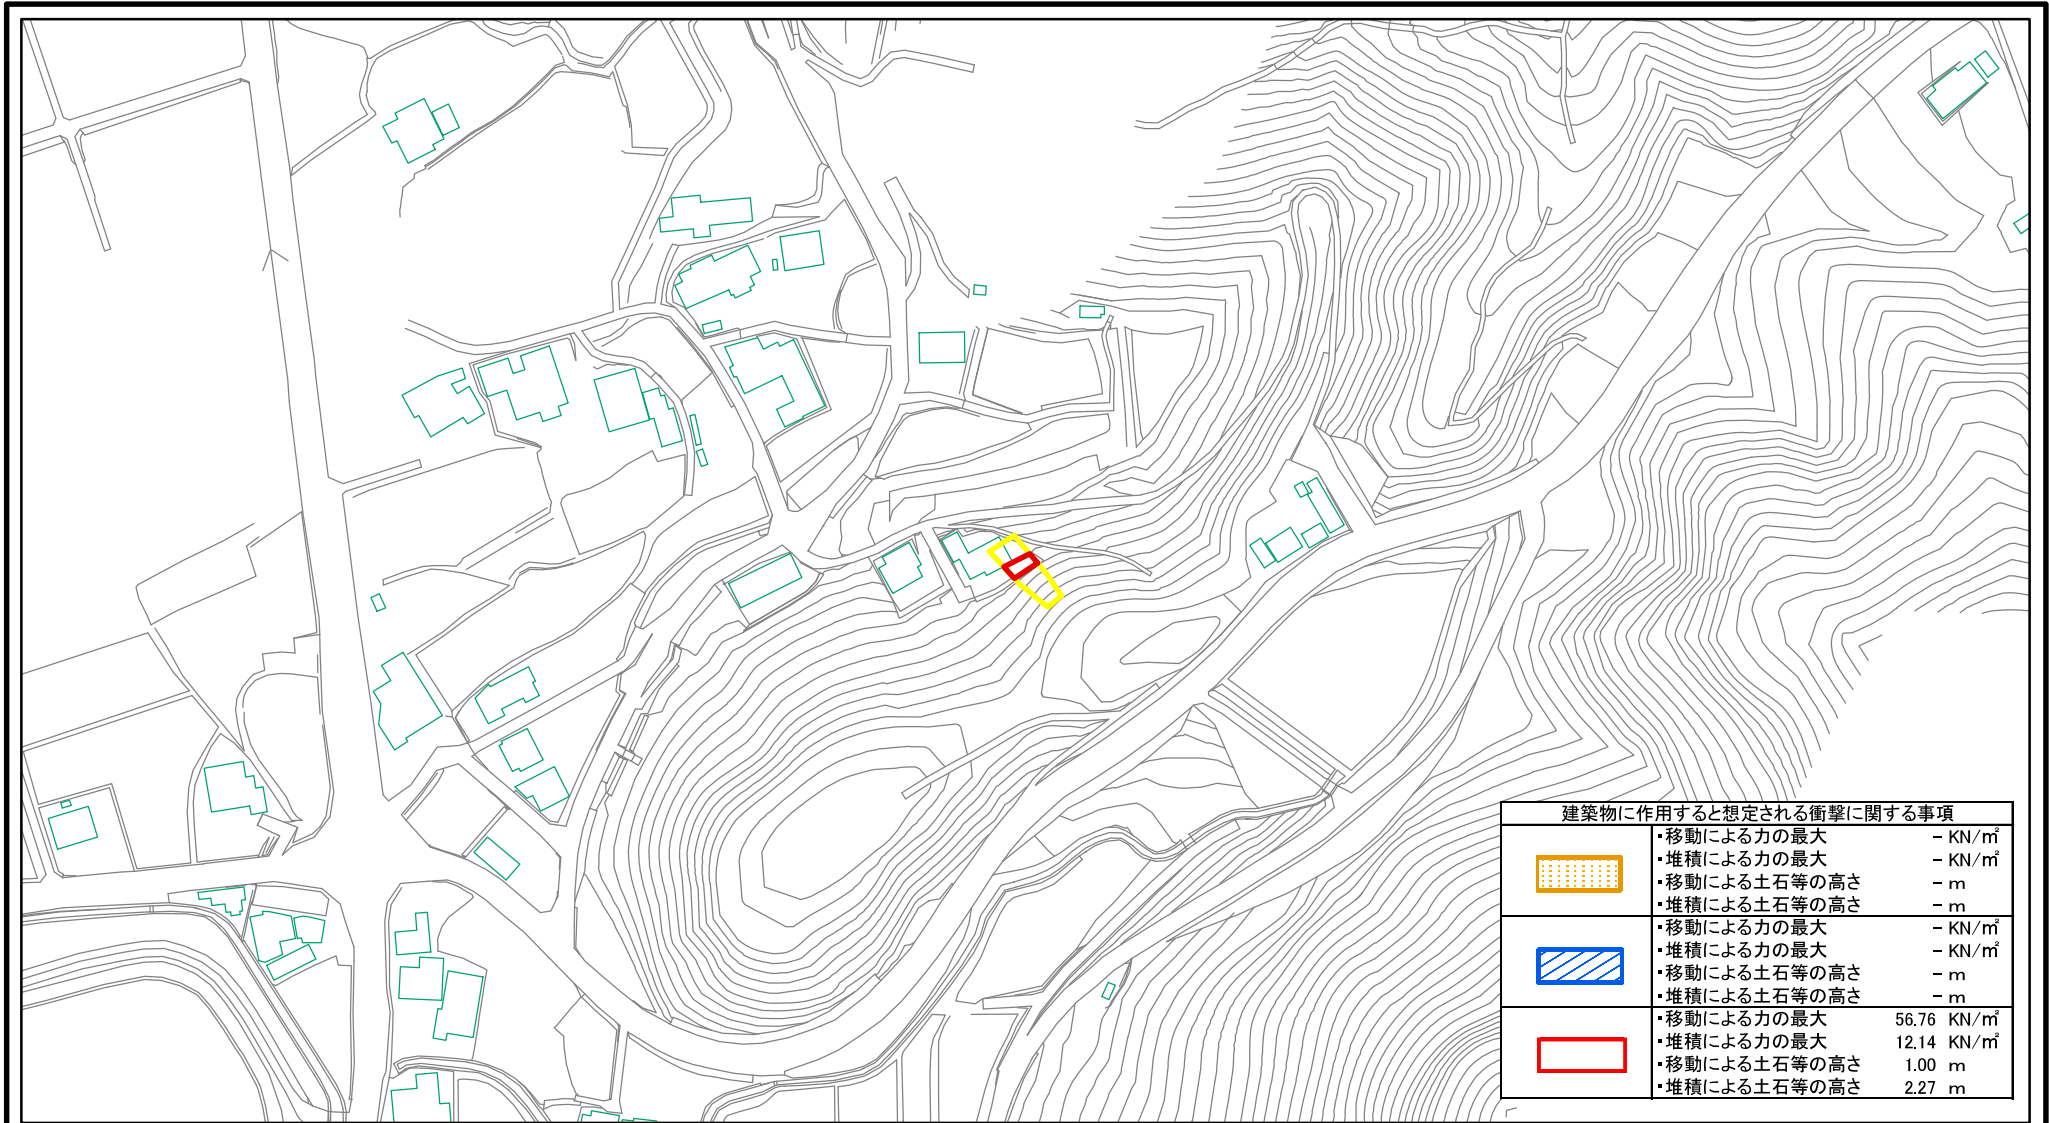 建築物に作用すると想定される衝撃に関する事項
・移動による力の最大 － KN/㎡
・堆積による力の最大 － KN/㎡
・移動による土石等の高さ － m
・堆積による土石等の高さ － m
・移動による力の最大 － KN/㎡
・堆積による力の最大 － KN/㎡
・移動による土石等の高さ － m
・堆積による土石等の高さ － m
・移動による力の最大 56.76 KN/㎡
・堆積による力の最大 12.14 KN/㎡
・移動による土石等の高さ 1.00 m
・堆積による土石等の高さ 2.27 m